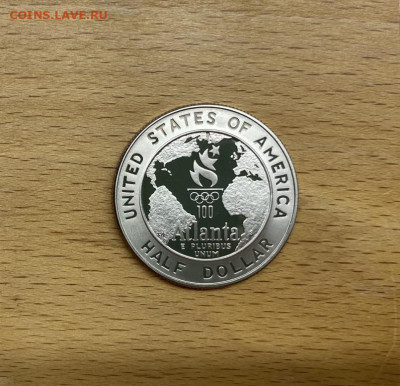 COINS.LAVE.RU
UNITED STATES OF AMERICA
100
Atlanta
E PLURIBUS
UNUM
HALF DOLLAR